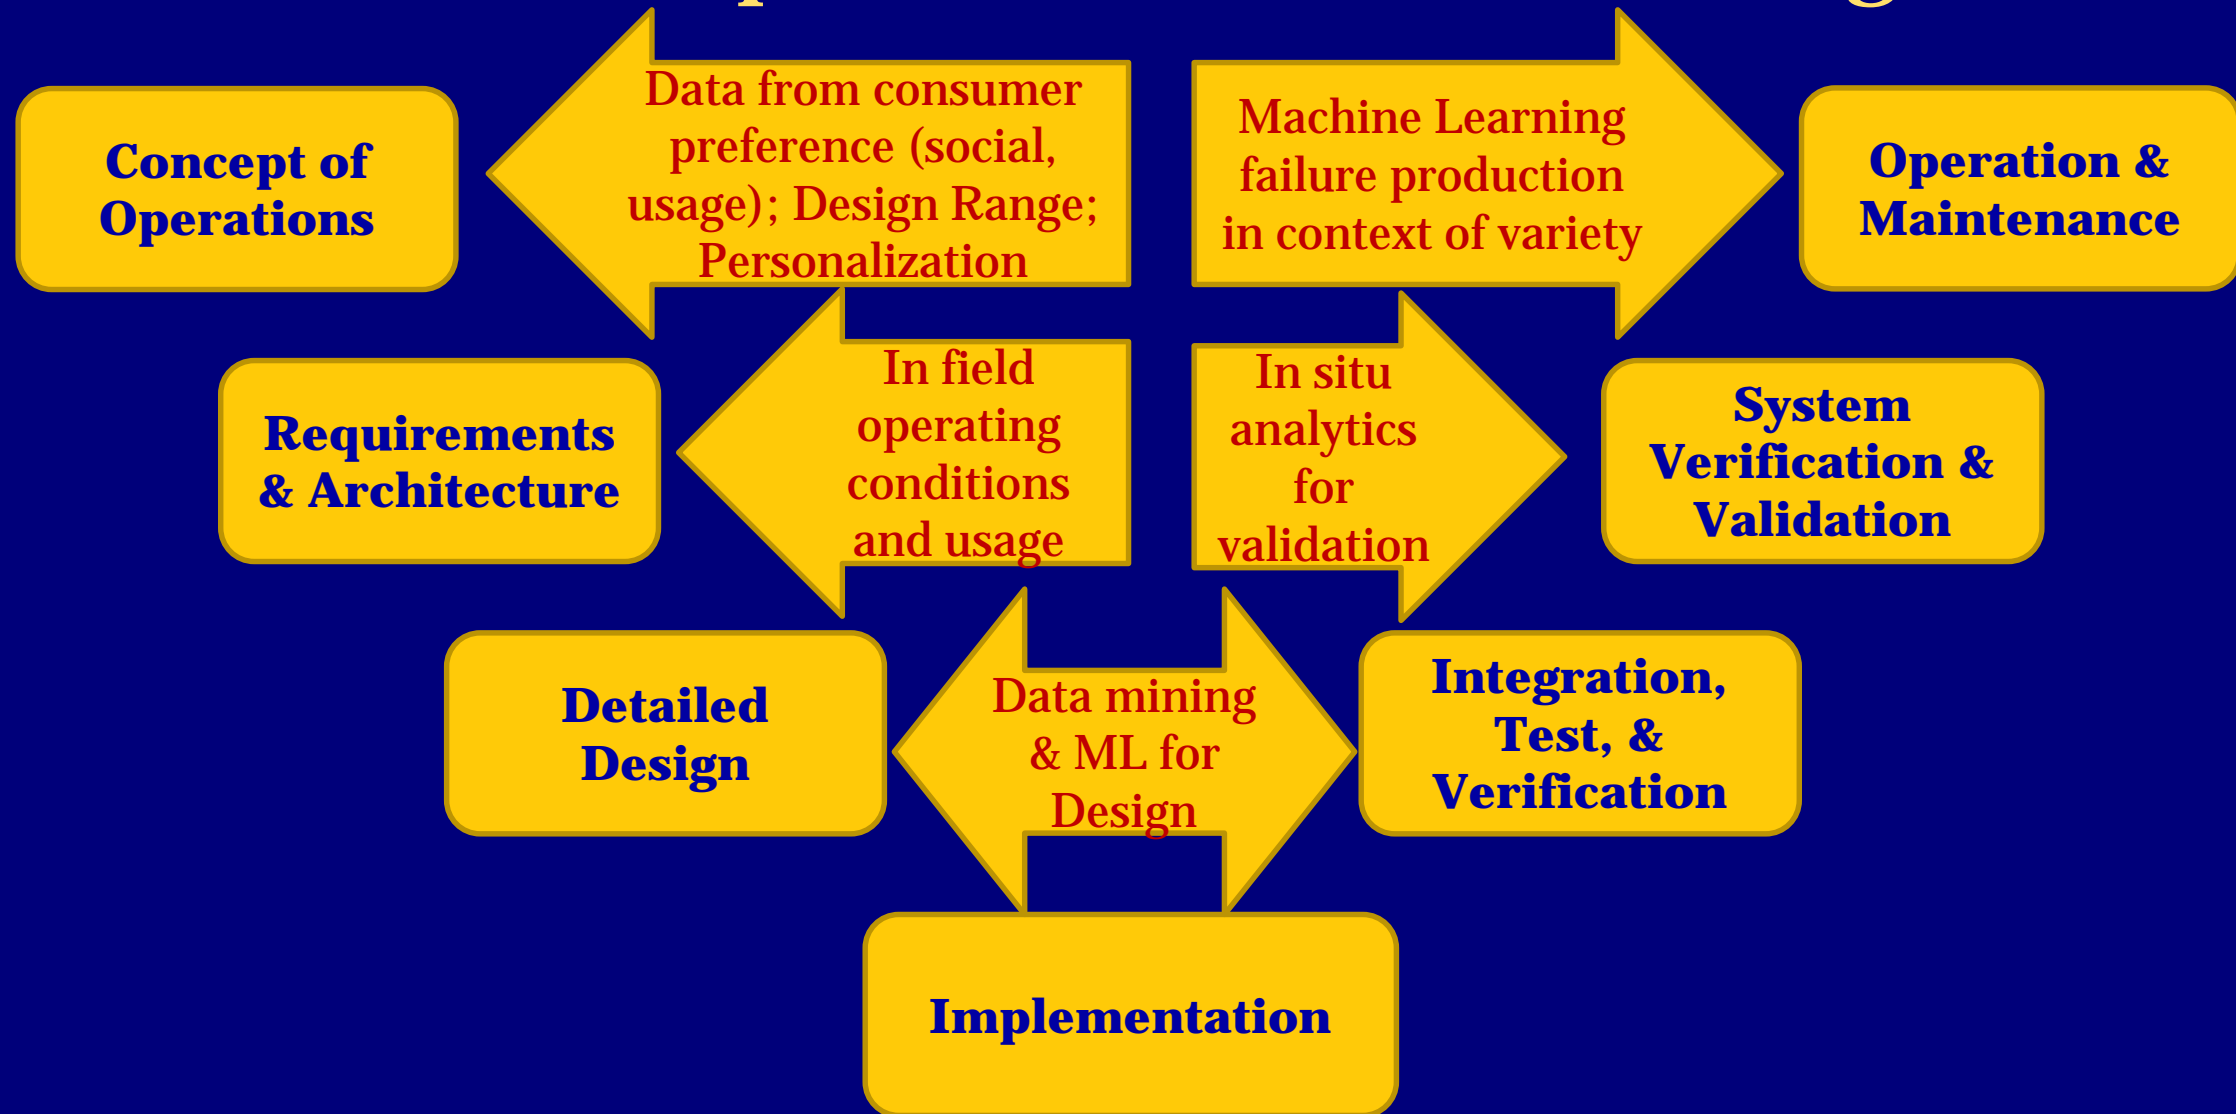 Concept of
Operations
Data from consumer
preference (social,
usage); Design Range;
Personalization
Machine Learning
failure production
in context of variety
Operation &
Maintenance
Requirements
& Architecture
In field
operating
conditions
and usage
In situ
analytics
for
validation
System
Verification &
Validation
Detailed
Design
Data mining
& ML for
Design
Integration,
Test, &
Verification
Implementation